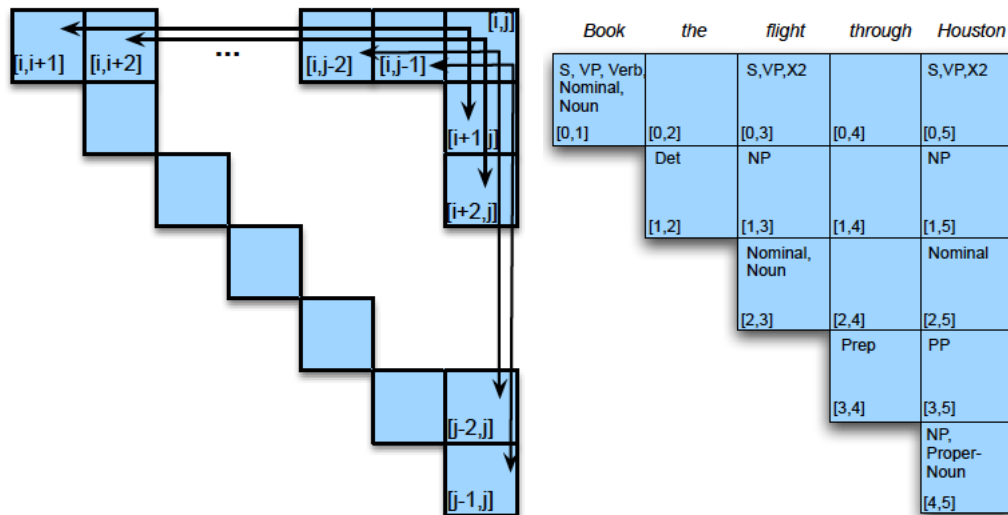 [i,j]
[i,i+1] [i,i+2] ... [i,j-2] [i,j-1]
[i+1,j]
[i+2,j]
[j-2,j]
[j-1,j]
Book the flight through Houston
S, VP, Verb,
Nominal,
Noun
[0,1]
[0,2]
S,VP,X2
[0,3]
[0,4]
S,VP,X2
[0,5]
Det
[1,2]
NP
[1,3]
[1,4]
NP
[1,5]
Nominal,
Noun
[2,3]
[2,4]
Nominal
[2,5]
Prep
[3,4]
PP
[3,5]
NP,
Proper-
Noun
[4,5]